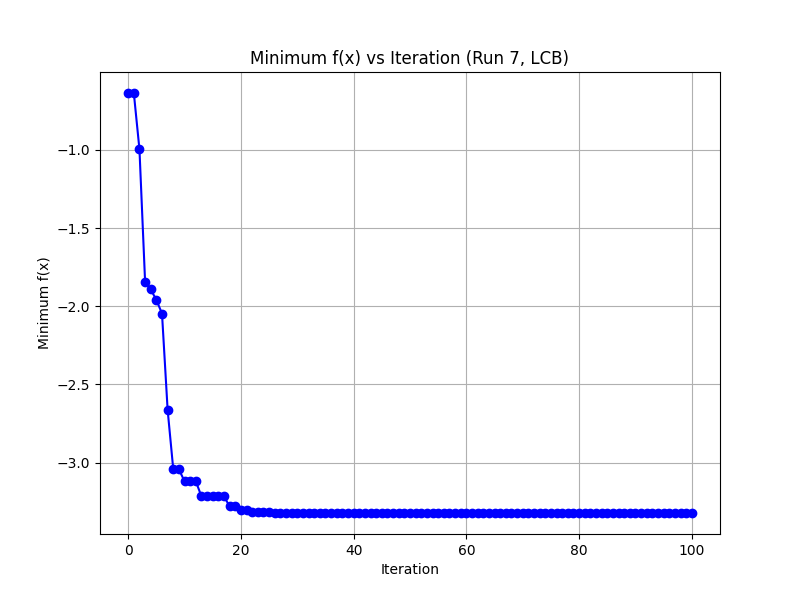 Minimum f(x) vs Iteration (Run 7, LCB)
Minimum f(x)
−1.0
−1.5
−2.0
−2.5
−3.0
0 20 40 60 80 100
Iteration